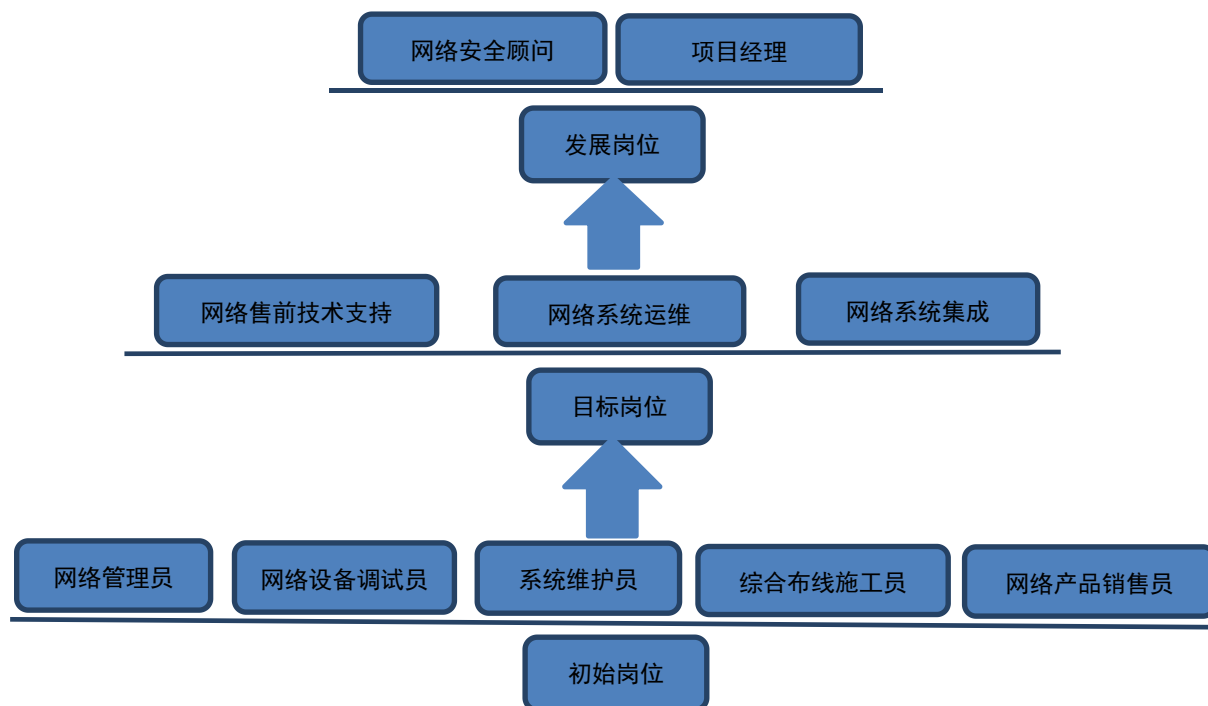 网络安全顾问
项目经理
发展岗位
网络售前技术支持
网络系统运维
网络系统集成
目标岗位
网络管理员
网络设备调试员
系统维护员
综合布线施工员
网络产品销售员
初始岗位